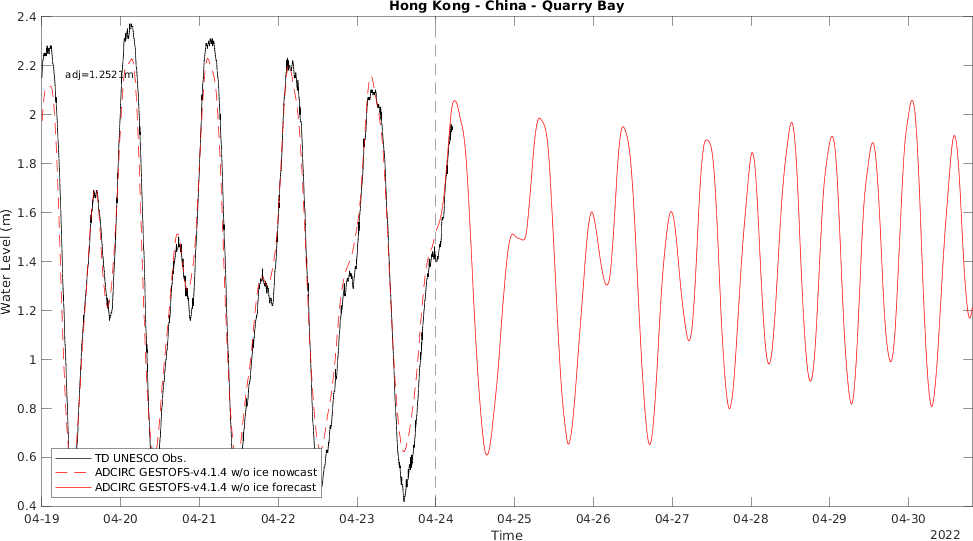 Hong Kong - China - Quarry Bay
2.4
2.2
2
1.8
1.6
1.4
1.2
1
0.8
0.6
0.4
Water Level (m)
adj=1.2521m
TD UNESCO Obs.
ADCIRC GESTOFS-v4.1.4 w/o ice nowcast
ADCIRC GESTOFS-v4.1.4 w/o ice forecast
04-19 04-20 04-21 04-22 04-23 04-24 04-25 04-26 04-27 04-28 04-29 04-30
Time
2022